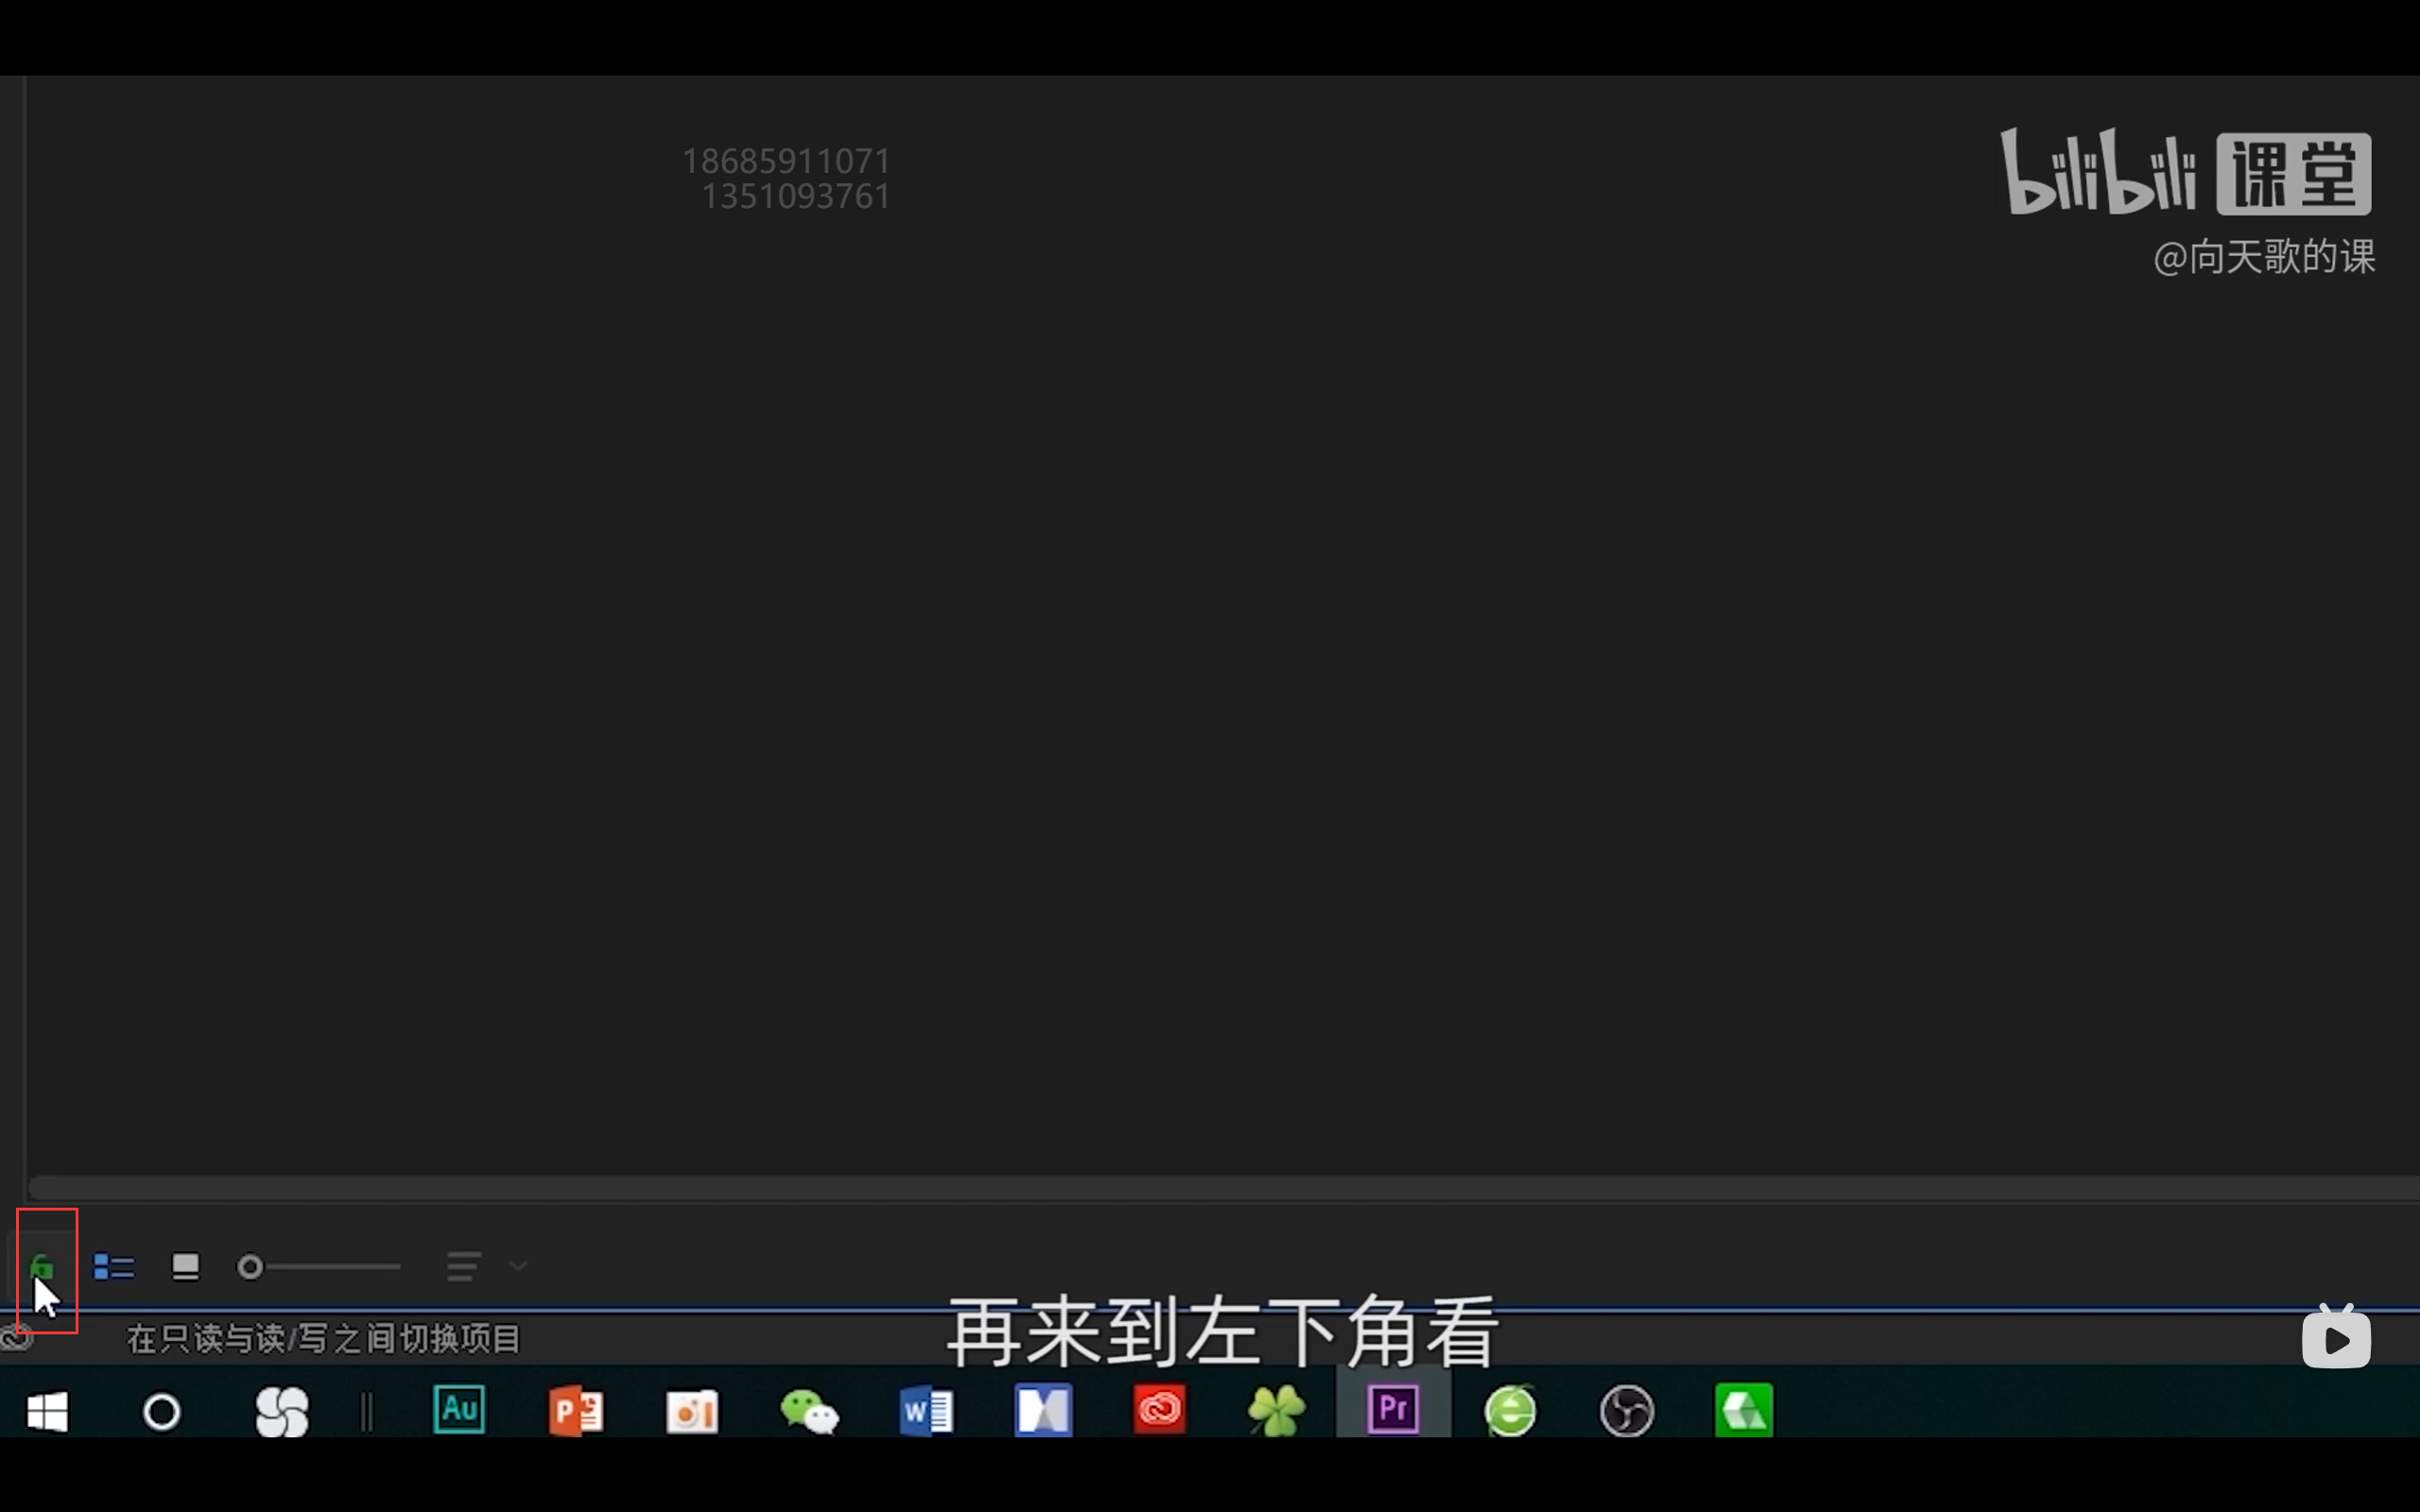 18685911071
1351093761
bilibili 课堂
@向天歌的课
在只读与读/写之间切换项目
再来到左下角看
Au
P
W
Pr